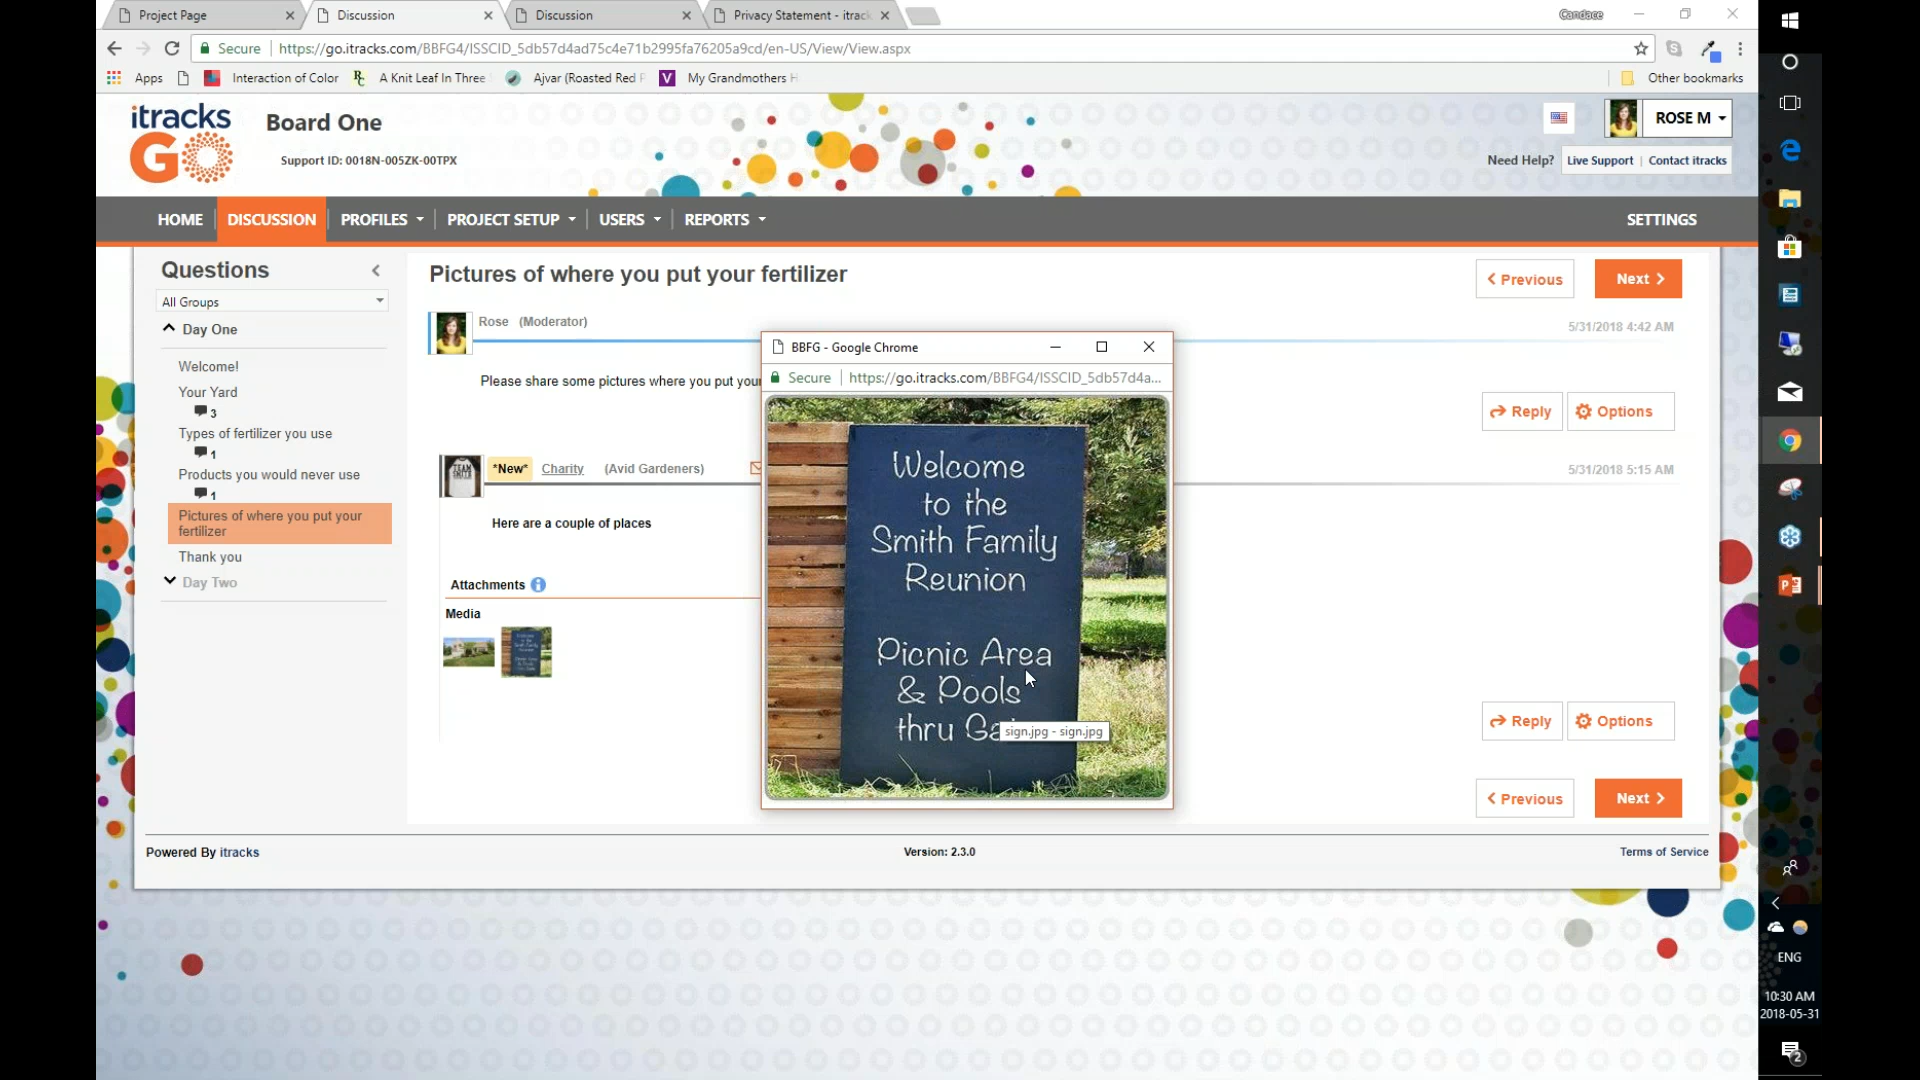 Project Page
Discussion
Discussion
Privacy Statement - itrack
Candace
Secure
https://go.itracks.com/BBFG4/ISSCID_5db57d4ad75c4e71b2995fa76205a9cd/en-US/View/View.aspx
Apps
Interaction of Color
A Knit Leaf In Three
Ajvar (Roasted Red P
My Grandmothers H
Other bookmarks
itracks
GO
Board One
Support ID: 0018N-005ZK-00TPX
ROSE M
Need Help?
Live Support | Contact itracks
HOME
DISCUSSION
PROFILES
PROJECT SETUP
USERS
REPORTS
SETTINGS
Questions
All Groups
Day One
Welcome!
Your Yard
3
Types of fertilizer you use
1
Products you would never use
1
Pictures of where you put your
fertilizer
Thank you
Day Two
Pictures of where you put your fertilizer
Previous
Next
Rose (Moderator)
5/31/2018 4:42 AM
Please share some pictures where you put your
Reply
Options
*New* Charity (Avid Gardeners)
5/31/2018 5:15 AM
Here are a couple of places
Attachments
Media
BBFG - Google Chrome
Secure
https://go.itracks.com/BBFG4/ISSCID_5db57d4a...
Welcome
to the
Smith Family
Reunion
Picnic Area
& Pools
thru
sign.jpg - sign.jpg
Reply
Options
Previous
Next
Powered By itracks
Version: 2.3.0
Terms of Service
ENG
10:30 AM
2018-05-31
2